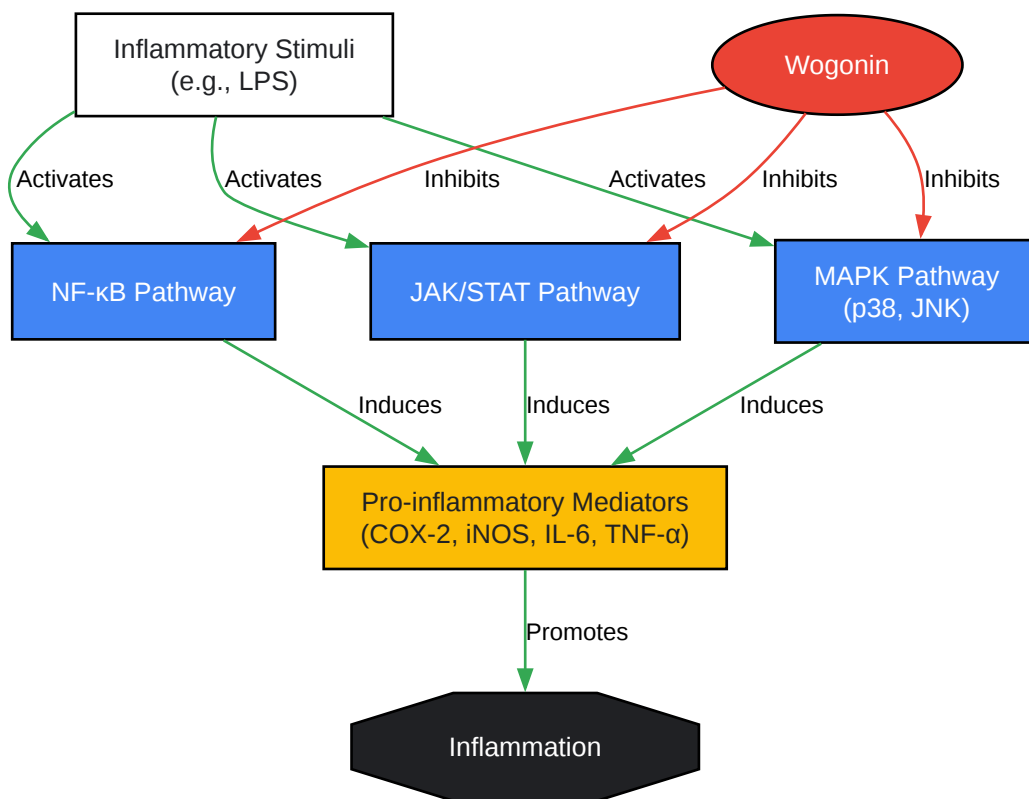 Inflammatory Stimuli
(e.g., LPS)
Wogonin
Activates
Activates
Inhibits
Activates
Inhibits
Inhibits
NF-κB Pathway
JAK/STAT Pathway
MAPK Pathway
(p38, JNK)
Induces
Induces
Induces
Pro-inflammatory Mediators
(COX-2, iNOS, IL-6, TNF-α)
Promotes
Inflammation